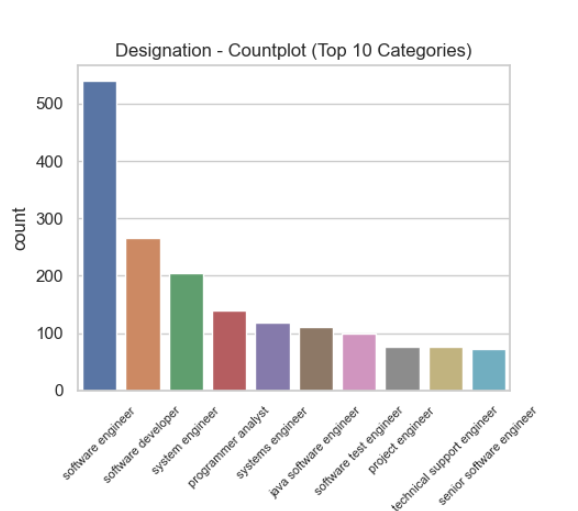 Designation - Countplot (Top 10 Categories)
500
400
300
200
100
0
count
software engineer
software developer
system engineer
programmer analyst
systems engineer
java software engineer
software test engineer
project engineer
technical support engineer
senior software engineer